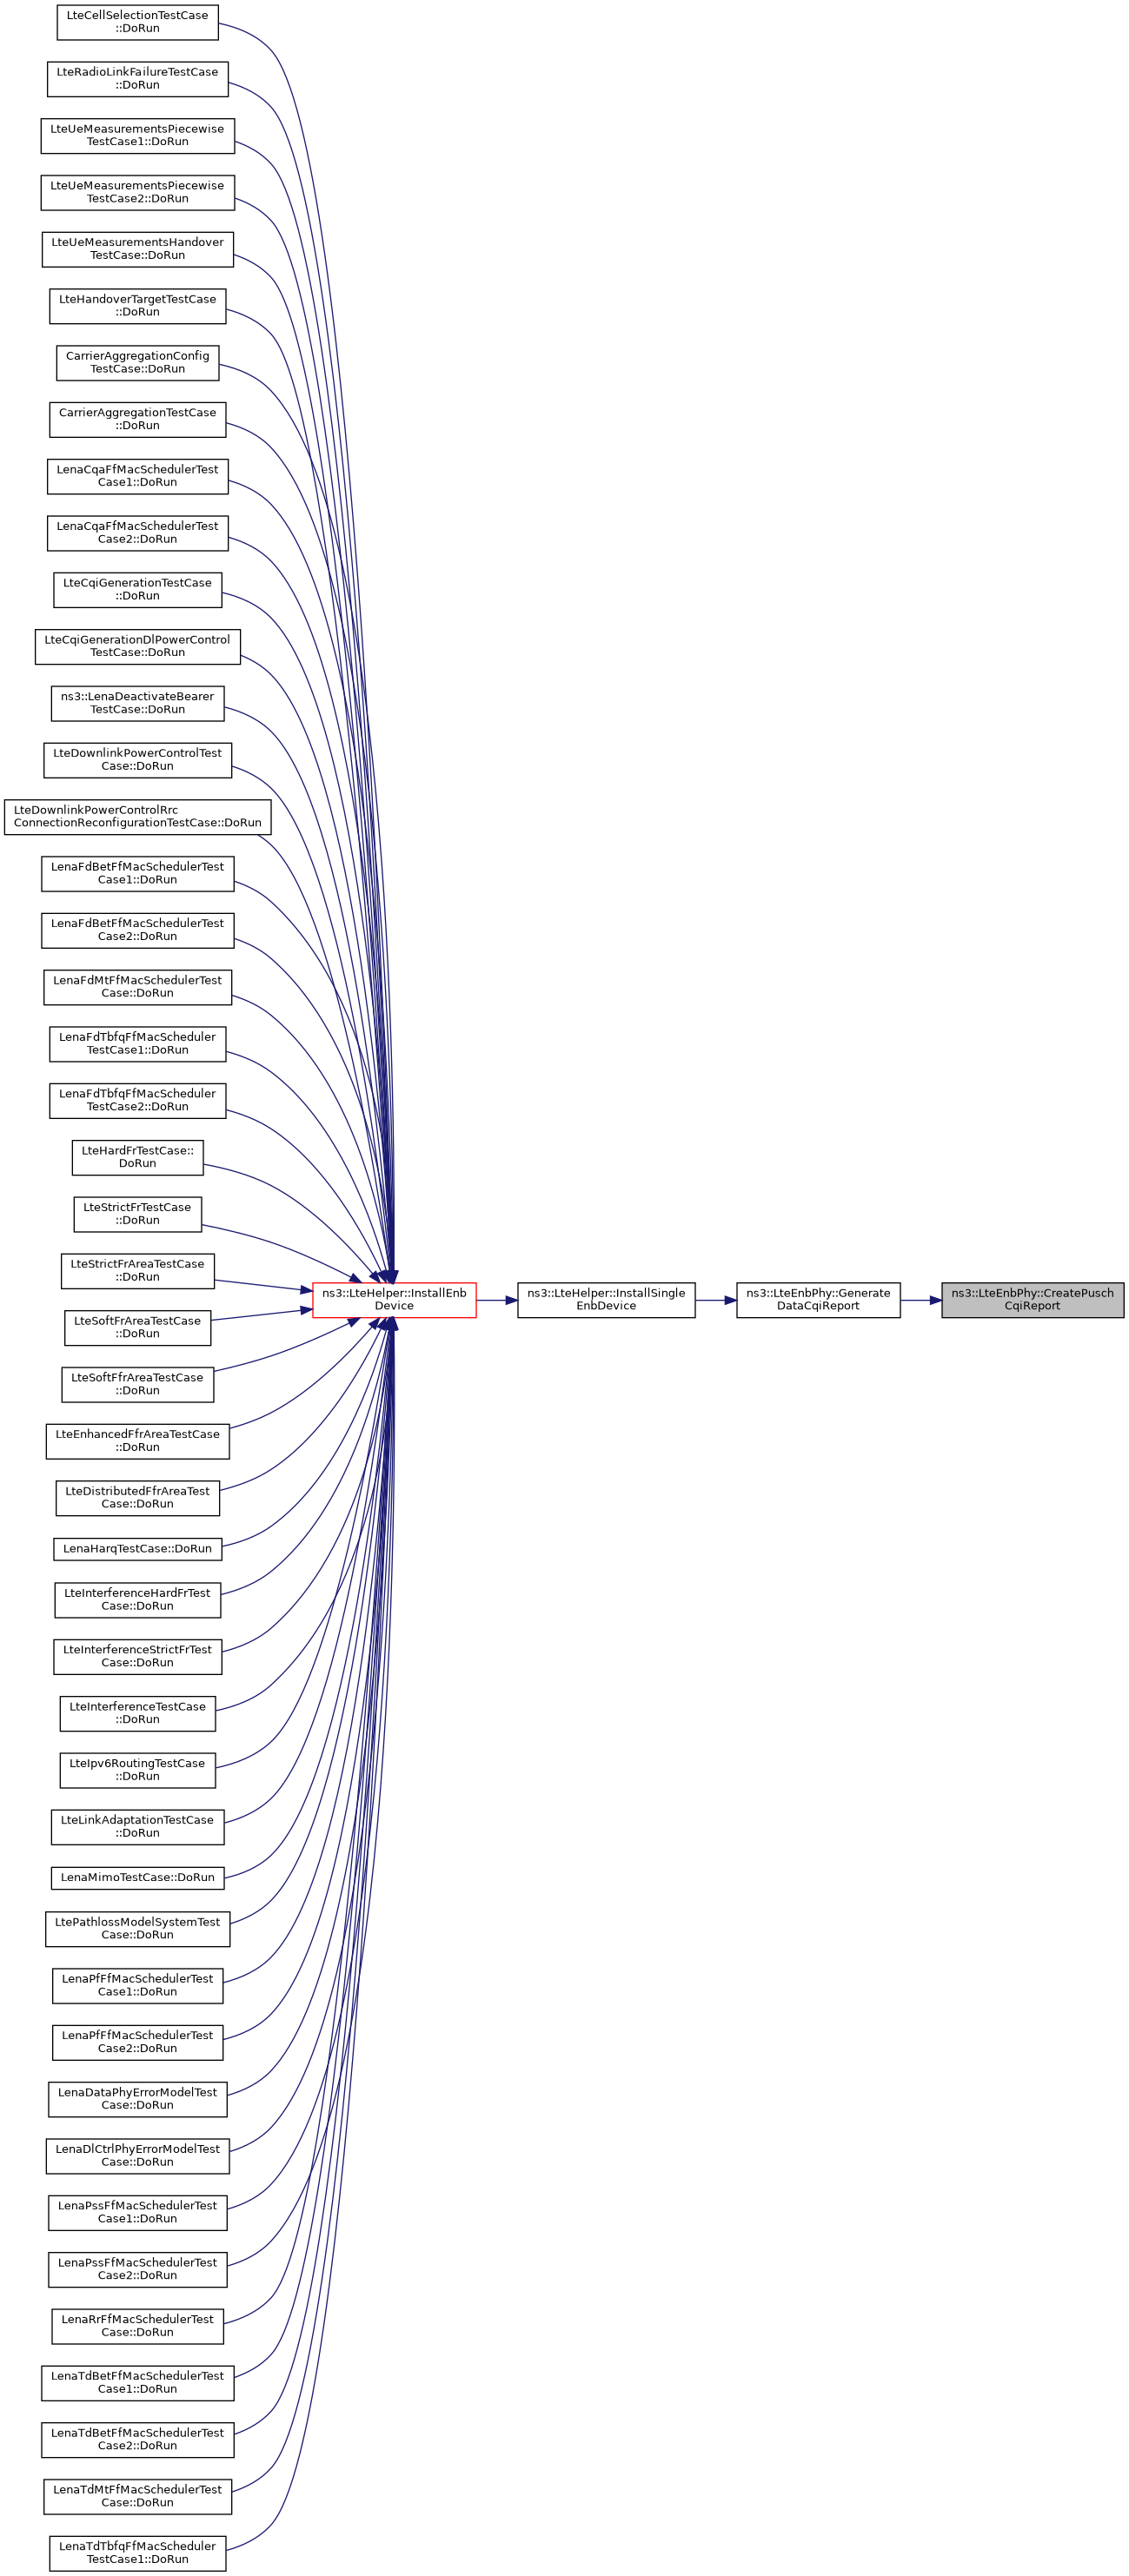 LteCellSelectionTestCase
::DoRun
LteRadioLinkFailureTestCase
::DoRun
LteUeMeasurementsPiecewise
TestCase1::DoRun
LteUeMeasurementsPiecewise
TestCase2::DoRun
LteUeMeasurementsHandover
TestCase::DoRun
LteHandoverTargetTestCase
::DoRun
CarrierAggregationConfig
TestCase::DoRun
CarrierAggregationTestCase
::DoRun
LenaCqaFfMacSchedulerTest
Case1::DoRun
LenaCqaFfMacSchedulerTest
Case2::DoRun
LteCqiGenerationTestCase
::DoRun
LteCqiGenerationDlPowerControl
TestCase::DoRun
ns3::LenaDeactivateBearer
TestCase::DoRun
LteDownlinkPowerControlTest
Case::DoRun
LteDownlinkPowerControlRrc
ConnectionReconfigurationTestCase::DoRun
LenaFdBetFfMacSchedulerTest
Case1::DoRun
LenaFdBetFfMacSchedulerTest
Case2::DoRun
LenaFdMtFfMacSchedulerTest
Case::DoRun
LenaFdTbfqFfMacScheduler
TestCase1::DoRun
LenaFdTbfqFfMacScheduler
TestCase2::DoRun
LteHardFrTestCase::
DoRun
LteStrictFrTestCase
::DoRun
LteStrictFrAreaTestCase
::DoRun
LteSoftFrAreaTestCase
::DoRun
LteSoftFfrAreaTestCase
::DoRun
LteEnhancedFfrAreaTestCase
::DoRun
LteDistributedFfrAreaTest
Case::DoRun
LenaHarqTestCase::DoRun
LteInterferenceHardFrTest
Case::DoRun
LteInterferenceStrictFrTest
Case::DoRun
LteInterferenceTestCase
::DoRun
LteIpv6RoutingTestCase
::DoRun
LteLinkAdaptationTestCase
::DoRun
LenaMimoTestCase::DoRun
LtePathlossModelSystemTest
Case::DoRun
LenaPfFfMacSchedulerTest
Case1::DoRun
LenaPfFfMacSchedulerTest
Case2::DoRun
LenaDataPhyErrorModelTest
Case::DoRun
LenaDlCtrlPhyErrorModelTest
Case::DoRun
LenaPssFfMacSchedulerTest
Case1::DoRun
LenaPssFfMacSchedulerTest
Case2::DoRun
LenaRrFfMacSchedulerTest
Case::DoRun
LenaTdBetFfMacSchedulerTest
Case1::DoRun
LenaTdBetFfMacSchedulerTest
Case2::DoRun
LenaTdMtFfMacSchedulerTest
Case::DoRun
LenaTdTbfqFfMacScheduler
TestCase1::DoRun
ns3::LteHelper::InstallEnb
Device
ns3::LteHelper::InstallSingle
EnbDevice
ns3::LteEnbPhy::Generate
DataCqiReport
ns3::LteEnbPhy::CreatePusch
CqiReport